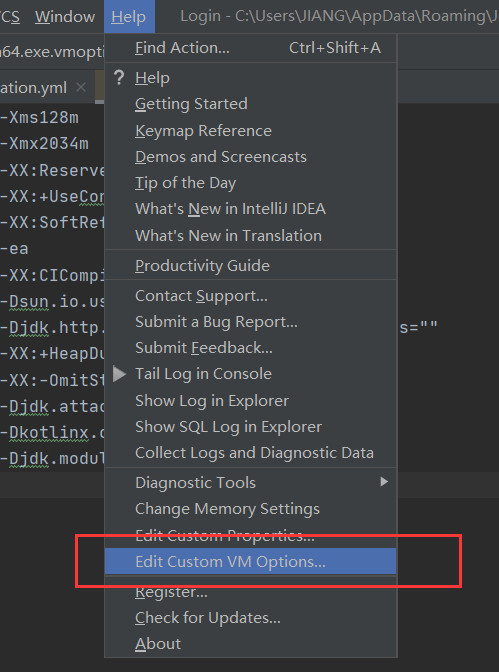 VCS Window Help Login - C:\Users\JIANG\AppData\Roaming\J
n64.exe.vmopti
ation.yml
-Xms128m
-Xmx2034m
-XX:Reserve
-XX:+UseCon
-XX:SoftRef
-ea
-XX:CICompi
-Dsun.io.us
-Djdk.http. s=""
-XX:+HeapDu
-XX:-OmitSt
-Djdk.attac
-Dkotlinx.c
-Djdk.modul
Find Action... Ctrl+Shift+A
? Help
Getting Started
Keymap Reference
Demos and Screencasts
Tip of the Day
What's New in IntelliJ IDEA
What's New in Translation
Productivity Guide
Contact Support...
Submit a Bug Report...
Submit Feedback...
Tail Log in Console
Show Log in Explorer
Show SQL Log in Explorer
Collect Logs and Diagnostic Data
Diagnostic Tools
Change Memory Settings
Edit Custom Properties...
Edit Custom VM Options...
Register...
Check for Updates...
About